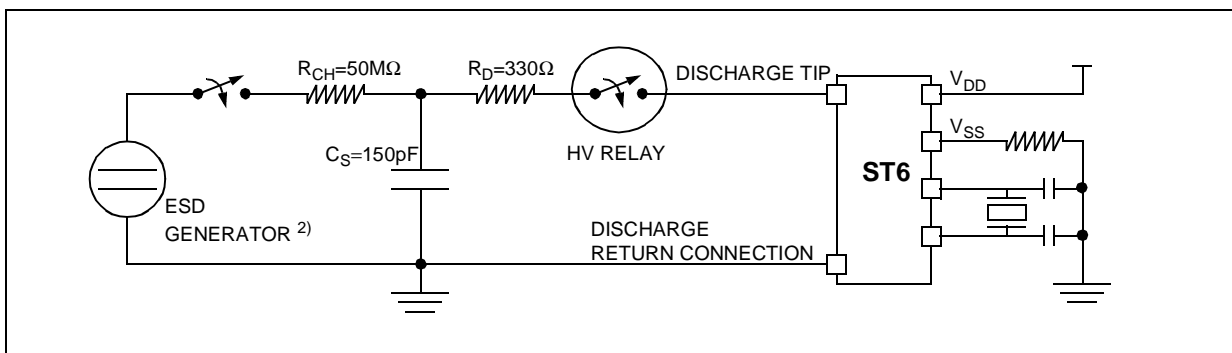 R_CH=50MΩ
R_D=330Ω
DISCHARGE TIP
V_DD
HV RELAY
V_SS
C_S=150pF
ST6
ESD
GENERATOR 2)
DISCHARGE
RETURN CONNECTION